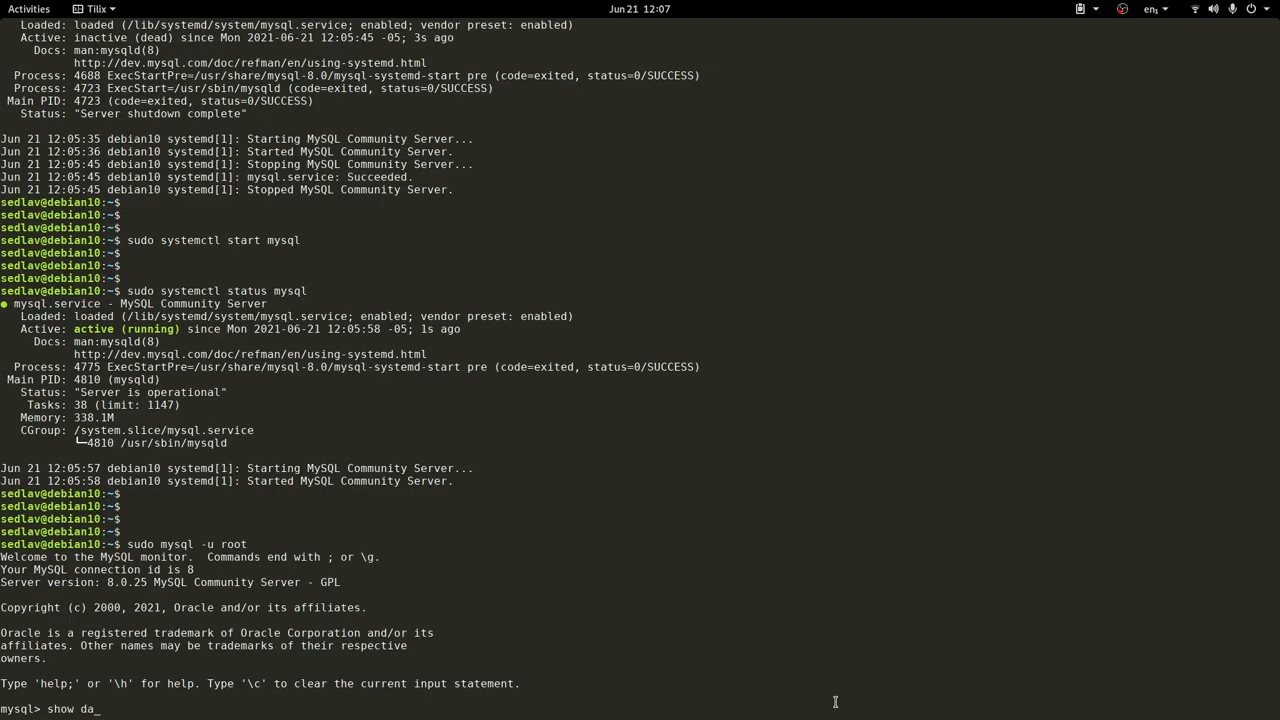 Activities
Tilix
Jun 21 12:07
en₁
Loaded: loaded (/lib/systemd/system/mysql.service; enabled; vendor preset: enabled)
Active: inactive (dead) since Mon 2021-06-21 12:05:45 -05; 3s ago
Docs: man:mysqld(8)
http://dev.mysql.com/doc/refman/en/using-systemd.html
Process: 4688 ExecStartPre=/usr/share/mysql-8.0/mysql-systemd-start pre (code=exited, status=0/SUCCESS)
Process: 4723 ExecStart=/usr/sbin/mysqld (code=exited, status=0/SUCCESS)
Main PID: 4723 (code=exited, status=0/SUCCESS)
Status: "Server shutdown complete"
Jun 21 12:05:35 debian10 systemd[1]: Starting MySQL Community Server...
Jun 21 12:05:36 debian10 systemd[1]: Started MySQL Community Server.
Jun 21 12:05:45 debian10 systemd[1]: Stopping MySQL Community Server...
Jun 21 12:05:45 debian10 systemd[1]: mysql.service: Succeeded.
Jun 21 12:05:45 debian10 systemd[1]: Stopped MySQL Community Server.
sedlav@debian10:~$
sedlav@debian10:~$
sedlav@debian10:~$
sedlav@debian10:~$ sudo systemctl start mysql
sedlav@debian10:~$
sedlav@debian10:~$
sedlav@debian10:~$
sedlav@debian10:~$ sudo systemctl status mysql
● mysql.service - MySQL Community Server
Loaded: loaded (/lib/systemd/system/mysql.service; enabled; vendor preset: enabled)
Active: active (running) since Mon 2021-06-21 12:05:58 -05; 1s ago
Docs: man:mysqld(8)
http://dev.mysql.com/doc/refman/en/using-systemd.html
Process: 4775 ExecStartPre=/usr/share/mysql-8.0/mysql-systemd-start pre (code=exited, status=0/SUCCESS)
Main PID: 4810 (mysqld)
Status: "Server is operational"
Tasks: 38 (limit: 1147)
Memory: 338.1M
CGroup: /system.slice/mysql.service
└─4810 /usr/sbin/mysqld
Jun 21 12:05:57 debian10 systemd[1]: Starting MySQL Community Server...
Jun 21 12:05:58 debian10 systemd[1]: Started MySQL Community Server.
sedlav@debian10:~$
sedlav@debian10:~$
sedlav@debian10:~$
sedlav@debian10:~$
sedlav@debian10:~$ sudo mysql -u root
Welcome to the MySQL monitor.  Commands end with ; or \g.
Your MySQL connection id is 8
Server version: 8.0.25 MySQL Community Server - GPL
Copyright (c) 2000, 2021, Oracle and/or its affiliates.
Oracle is a registered trademark of Oracle Corporation and/or its
affiliates. Other names may be trademarks of their respective
owners.
Type 'help;' or '\h' for help. Type '\c' to clear the current input statement.
mysql> show da_